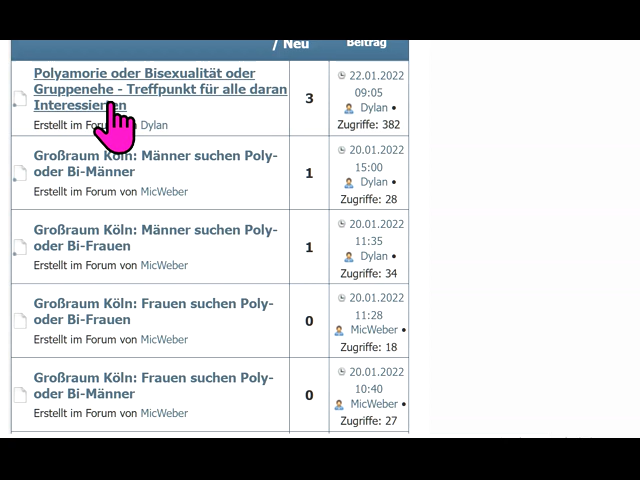 / Neu
Beitrag
Polyamorie oder Bisexualität oder
Gruppenehe - Treffpunkt für alle daran
Interessierten
Erstellt im Forum von Dylan
3
22.01.2022
09:05
Dylan •
Zugriffe: 382
Großraum Köln: Männer suchen Poly-
oder Bi-Männer
Erstellt im Forum von MicWeber
1
20.01.2022
15:00
Dylan •
Zugriffe: 28
Großraum Köln: Männer suchen Poly-
oder Bi-Frauen
Erstellt im Forum von MicWeber
1
20.01.2022
11:35
Dylan •
Zugriffe: 34
Großraum Köln: Frauen suchen Poly-
oder Bi-Frauen
Erstellt im Forum von MicWeber
0
20.01.2022
11:28
MicWeber •
Zugriffe: 18
Großraum Köln: Frauen suchen Poly-
oder Bi-Männer
Erstellt im Forum von MicWeber
0
20.01.2022
10:40
MicWeber •
Zugriffe: 27